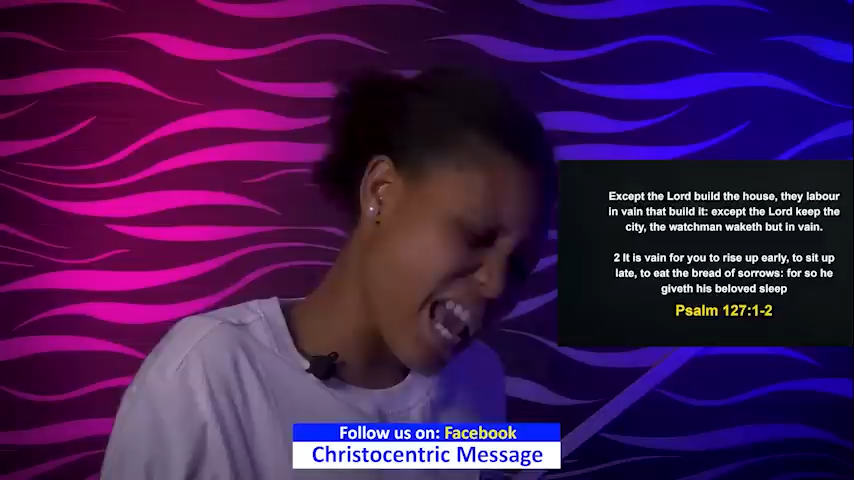 Except the Lord build the house, they labour
in vain that build it: except the Lord keep the
city, the watchman waketh but in vain.
2 It is vain for you to rise up early, to sit up
late, to eat the bread of sorrows: for so he
giveth his beloved sleep
Psalm 127:1-2
Follow us on: Facebook
Christocentric Message